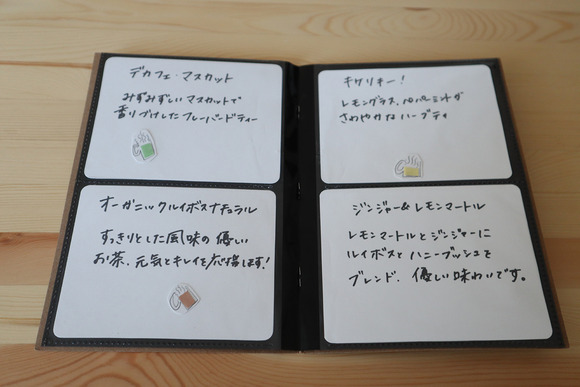 デカフェ・マスカット
みずみずしいマスカットで
香りづけしたフレーバードティー
オーガニックルイボスナチュラル
すっきりとした風味の優しい
お茶、元気とキレイを応援します!
キケリキー!
レモングラス、ペパーミントが
さわやかなハーブティ
ジンジャー&レモンマートル
レモンマートルとジンジャーに
ルイボスとハニーブッシュを
ブレンド、優しい味わいです。